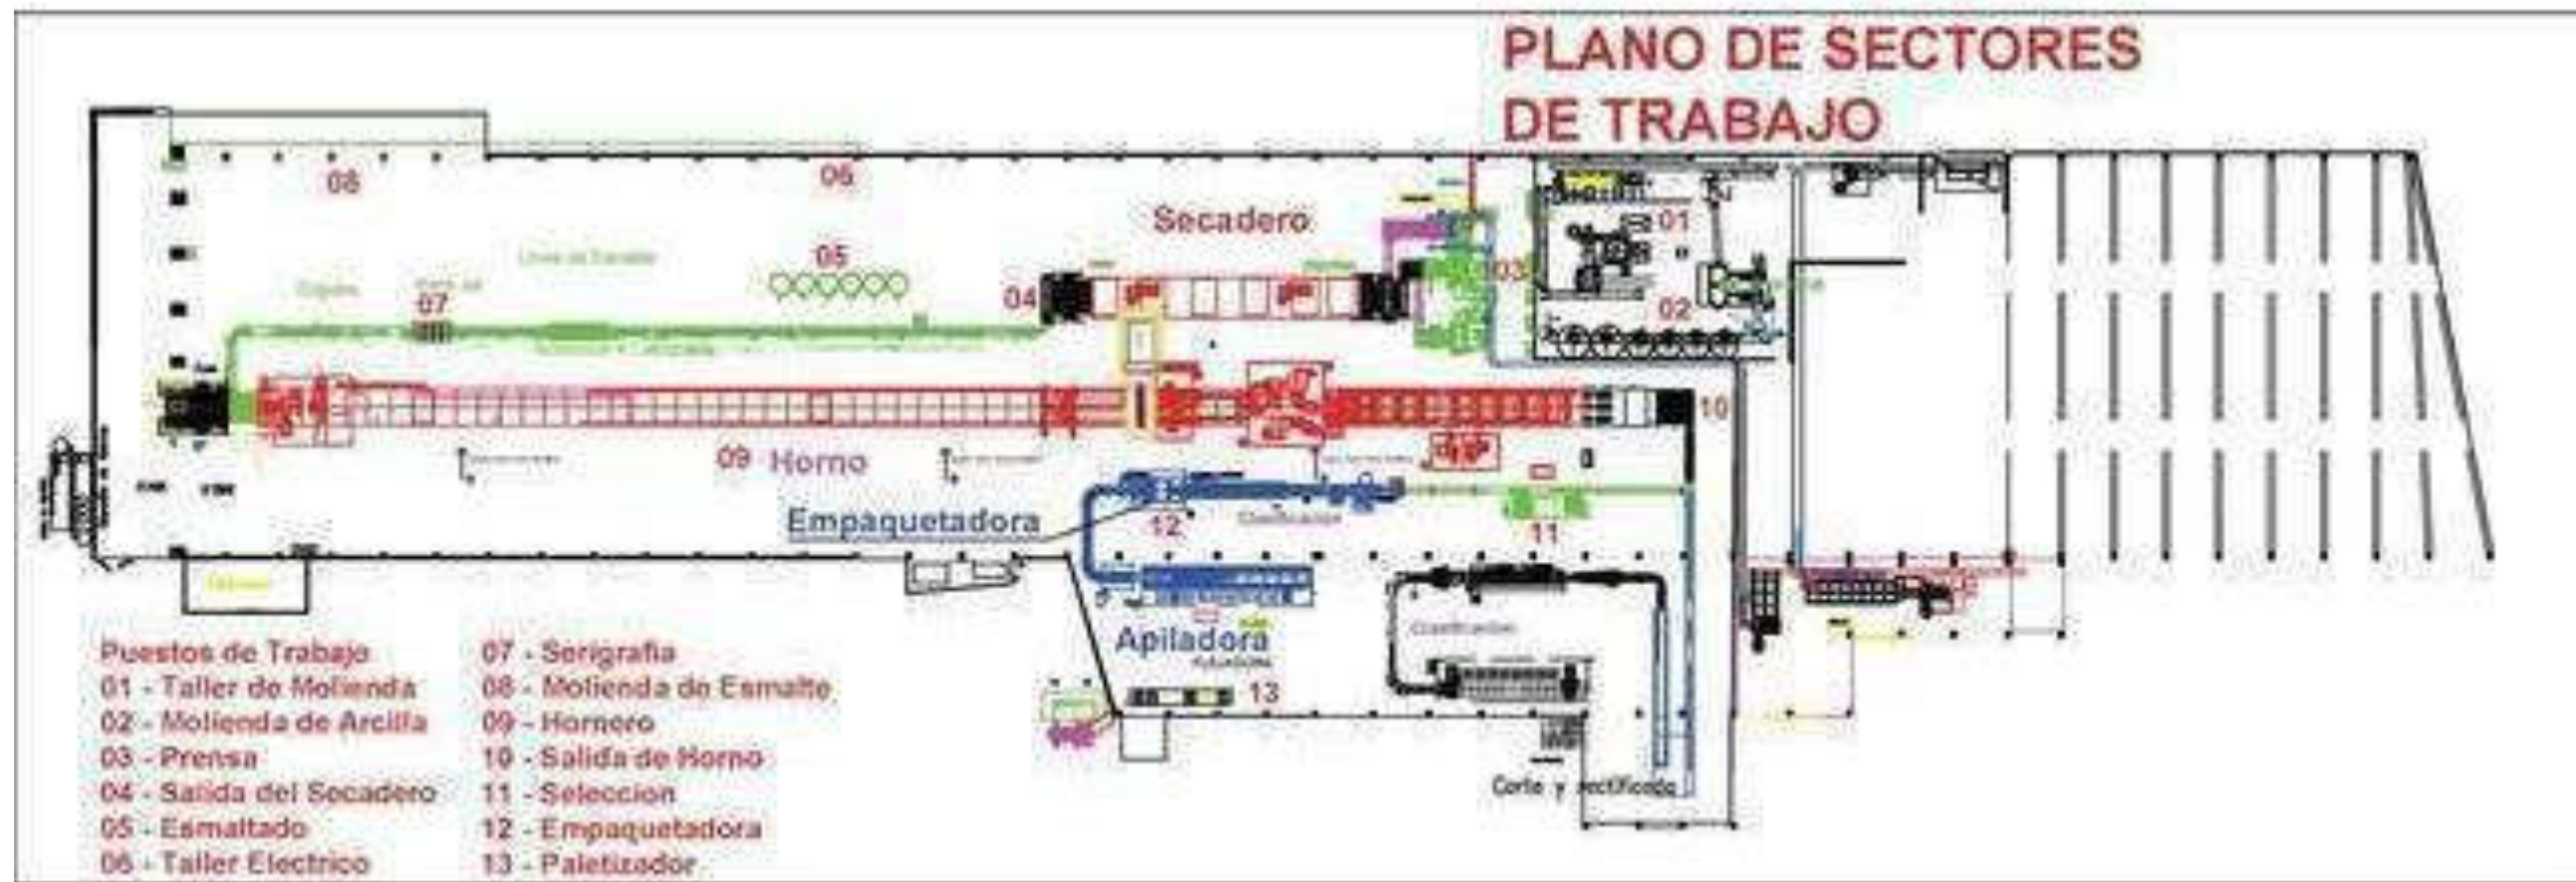 PLANO DE SECTORES
DE TRABAJO
08
06
Secadero
01
05
03
04
07
02
10
09 Horno
Empaquetadora
12
11
Apiladora
13
Corte y rectificado
Puestos de Trabajo
01 - Taller de Molienda
02 - Molienda de Arcilla
03 - Prensa
04 - Salida del Secadero
05 - Esmaltado
06 - Taller Electrico
07 - Serigrafia
08 - Molienda de Esmalte
09 - Hornero
10 - Salida de Horno
11 - Seleccion
12 - Empaquetadora
13 - Paletizador